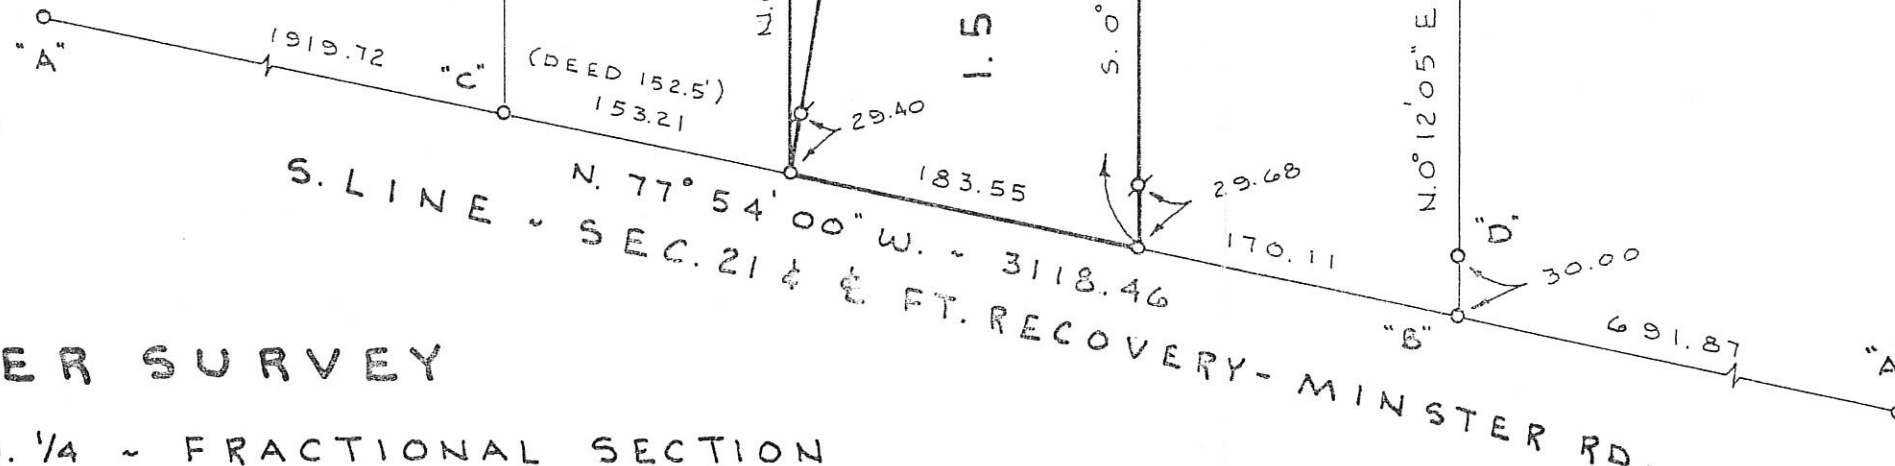 "A"
1919.72
"C"
(DEED 152.5')
153.21
N.
29.40
1.5
S. 0°
N.0°12'05" E
183.55
29.68
170.11
"D"
30.00
"B"
691.87
"A
N. 77° 54' 00" W. ~ 3118.46
S. LINE ~ SEC. 21 & ℄ FT. RECOVERY - MINSTER RD.
ER SURVEY
. 1/4 ~ FRACTIONAL SECTION